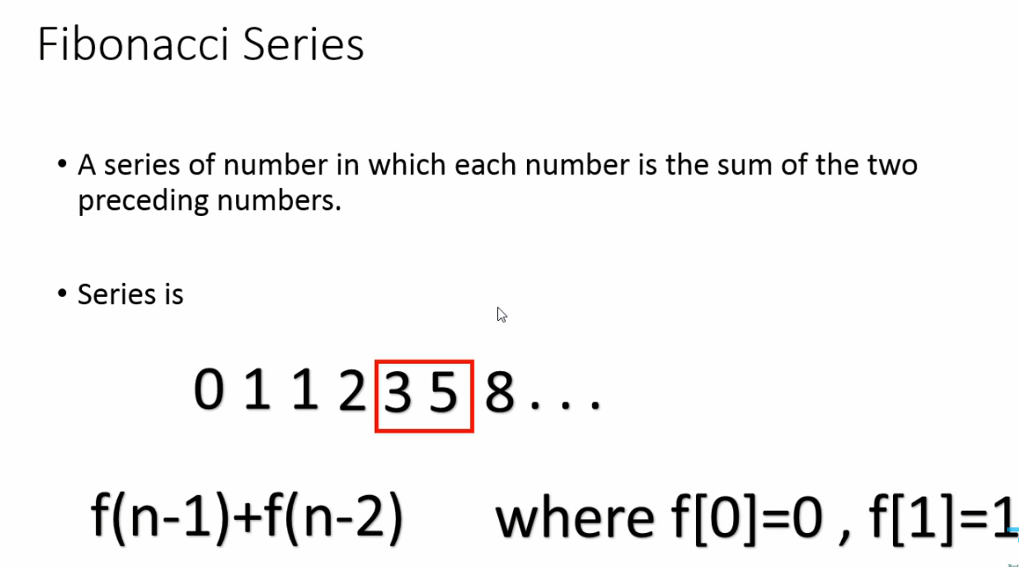 Fibonacci Series
• A series of number in which each number is the sum of the two
preceding numbers.
• Series is
0 1 1 2 3 5 8 . . .
f(n-1)+f(n-2) where f[0]=0 , f[1]=1